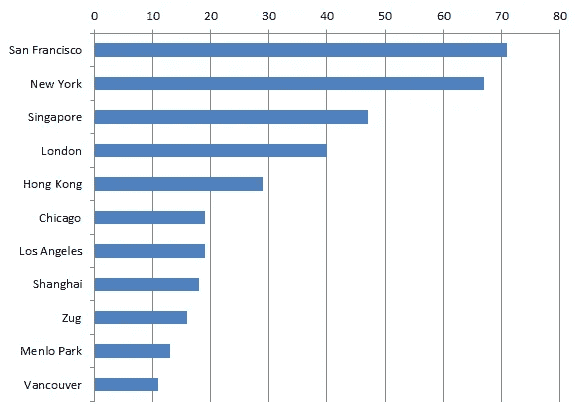 0 10 20 30 40 50 60 70 80
San Francisco
New York
Singapore
London
Hong Kong
Chicago
Los Angeles
Shanghai
Zug
Menlo Park
Vancouver